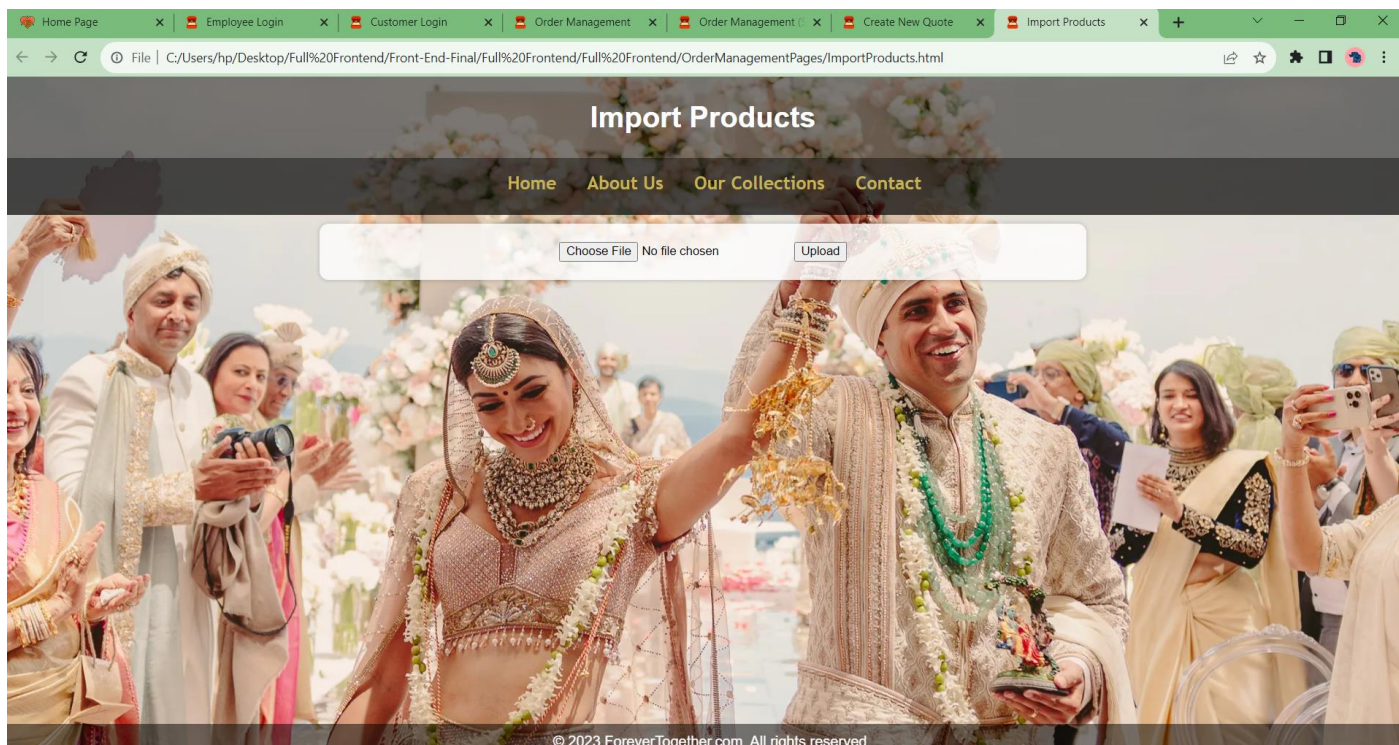 Home Page
Employee Login
Customer Login
Order Management
Order Management (
Create New Quote
Import Products
File
C:/Users/hp/Desktop/Full%20Frontend/Front-End-Final/Full%20Frontend/Full%20Frontend/OrderManagementPages/ImportProducts.html
Import Products
Home About Us Our Collections Contact
Choose File No file chosen Upload
© 2023 ForeverTogether.com. All rights reserved